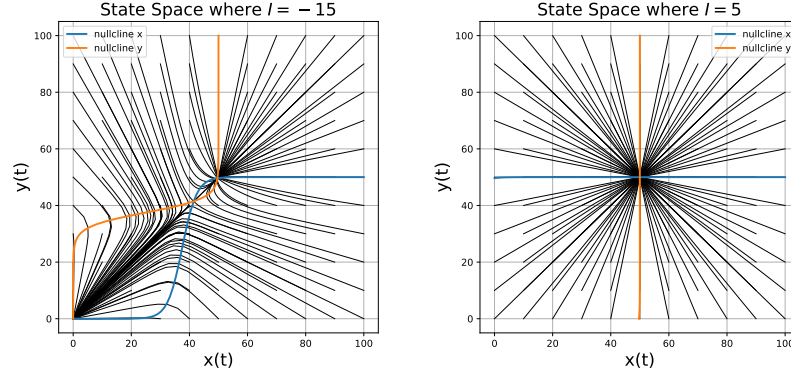 State Space where I = −15
nullcline x
nullcline y
y(t)
100
80
60
40
20
0
0 20 40 60 80 100
x(t)
State Space where I = 5
nullcline x
nullcline y
y(t)
100
80
60
40
20
0
0 20 40 60 80 100
x(t)